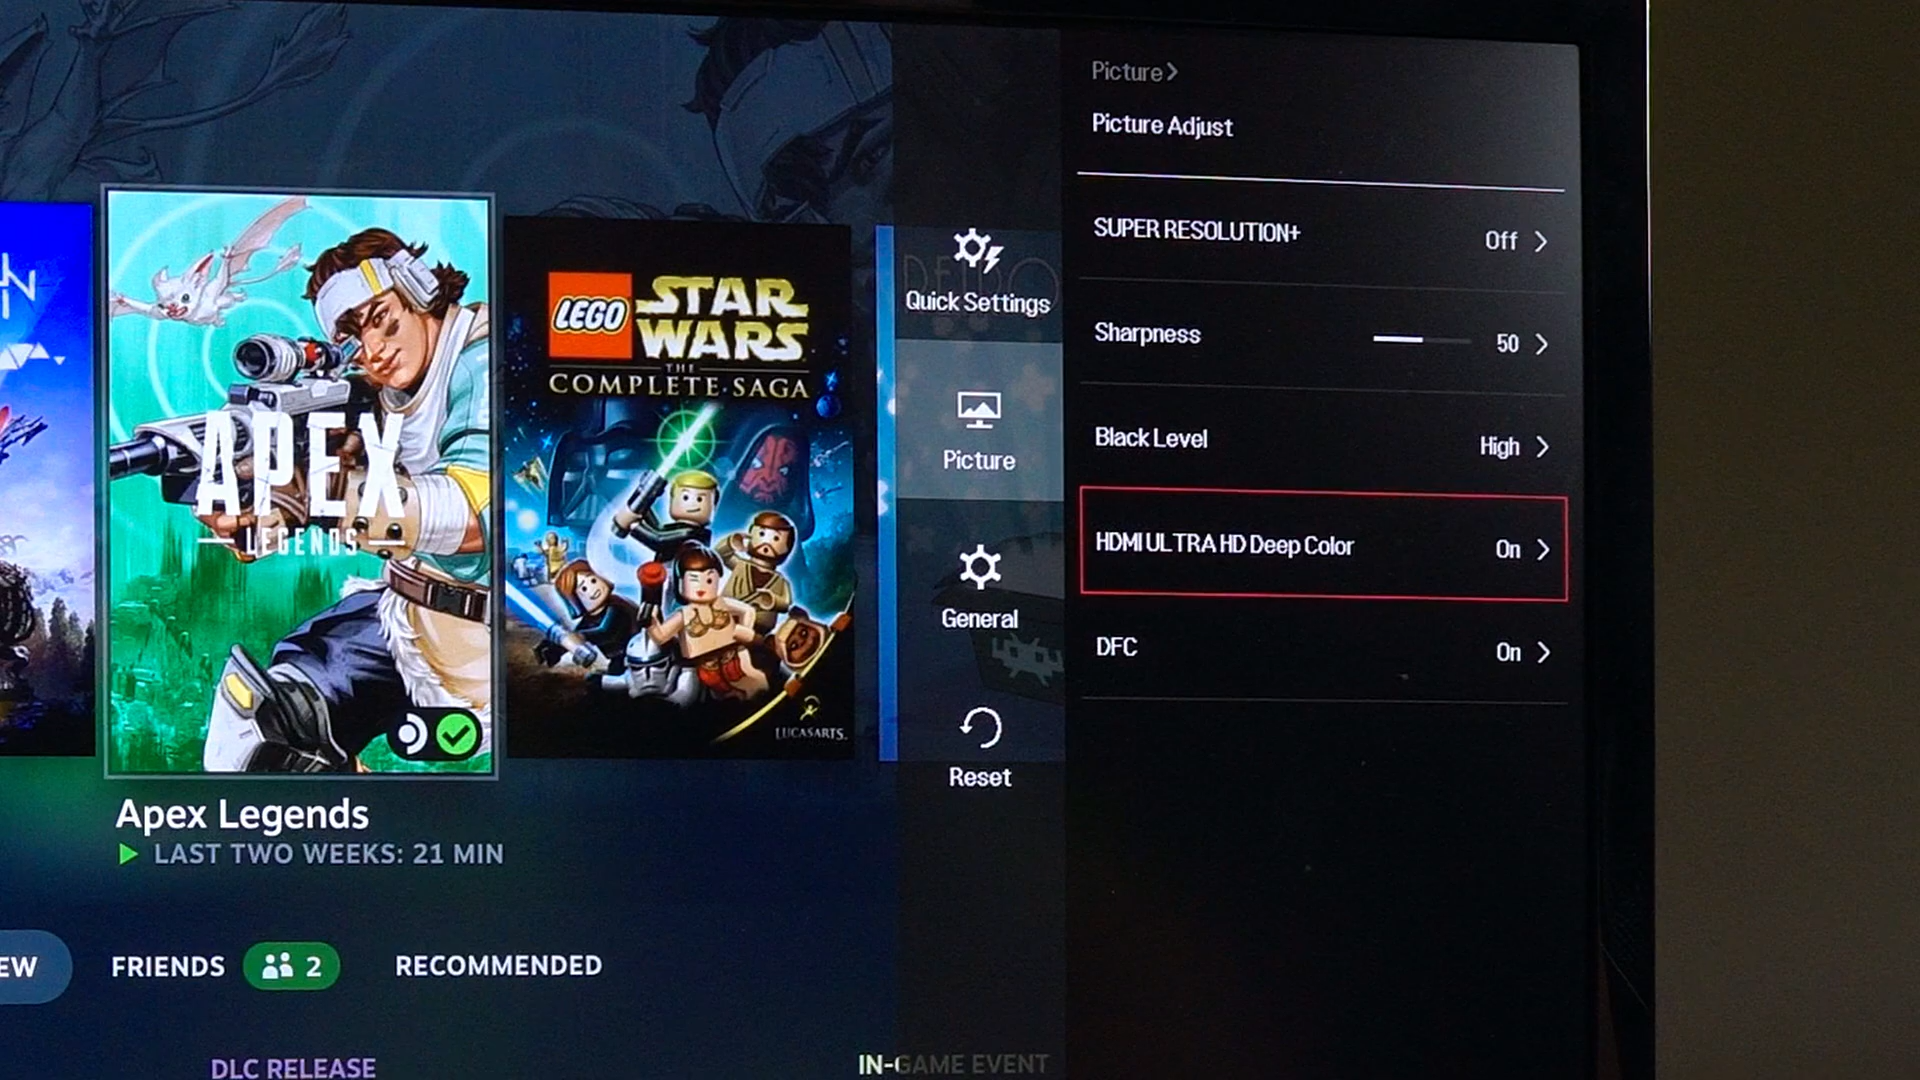 APEX
LEGENDS
LEGO
STAR
WARS
THE
COMPLETE SAGA
LUCASARTS.
Apex Legends
LAST TWO WEEKS: 21 MIN
EW
FRIENDS
2
RECOMMENDED
DLC RELEASE
IN-GAME EVENT
Quick Settings
Picture
General
Reset
Picture>
Picture Adjust
SUPER RESOLUTION+ Off
Sharpness 50
Black Level High
HDMI ULTRA HD Deep Color On
DFC On